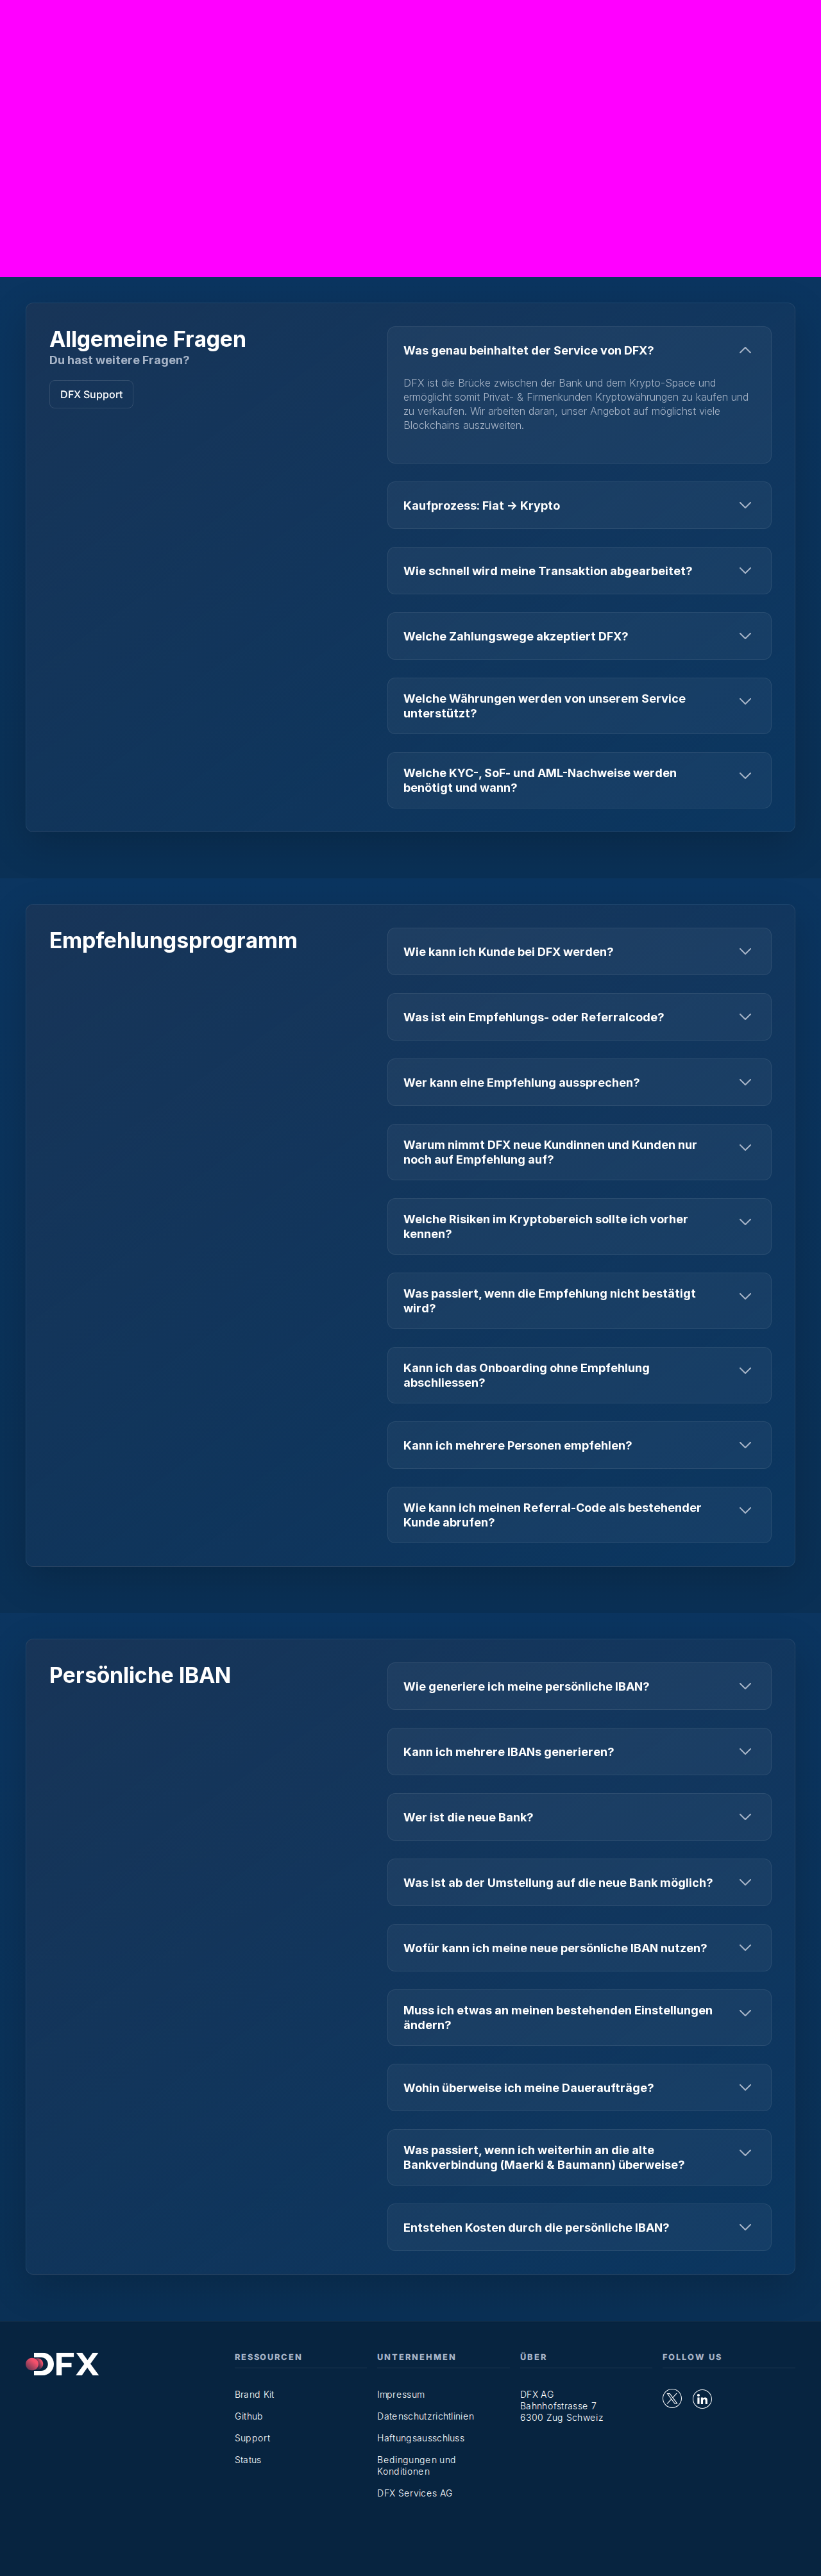 Allgemeine Fragen
Du hast weitere Fragen?
DFX Support
Was genau beinhaltet der Service von DFX?
DFX ist die Brücke zwischen der Bank und dem Krypto-Space und
ermöglicht somit Privat- & Firmenkunden Kryptowährungen zu kaufen und
zu verkaufen. Wir arbeiten daran, unser Angebot auf möglichst viele
Blockchains auszuweiten.
Kaufprozess: Fiat → Krypto
Wie schnell wird meine Transaktion abgearbeitet?
Welche Zahlungswege akzeptiert DFX?
Welche Währungen werden von unserem Service
unterstützt?
Welche KYC-, SoF- und AML-Nachweise werden
benötigt und wann?
Empfehlungsprogramm
Wie kann ich Kunde bei DFX werden?
Was ist ein Empfehlungs- oder Referralcode?
Wer kann eine Empfehlung aussprechen?
Warum nimmt DFX neue Kundinnen und Kunden nur
noch auf Empfehlung auf?
Welche Risiken im Kryptobereich sollte ich vorher
kennen?
Was passiert, wenn die Empfehlung nicht bestätigt
wird?
Kann ich das Onboarding ohne Empfehlung
abschliessen?
Kann ich mehrere Personen empfehlen?
Wie kann ich meinen Referral-Code als bestehender
Kunde abrufen?
Persönliche IBAN
Wie generiere ich meine persönliche IBAN?
Kann ich mehrere IBANs generieren?
Wer ist die neue Bank?
Was ist ab der Umstellung auf die neue Bank möglich?
Wofür kann ich meine neue persönliche IBAN nutzen?
Muss ich etwas an meinen bestehenden Einstellungen
ändern?
Wohin überweise ich meine Daueraufträge?
Was passiert, wenn ich weiterhin an die alte
Bankverbindung (Maerki & Baumann) überweise?
Entstehen Kosten durch die persönliche IBAN?
DFX
RESSOURCEN
Brand Kit
Github
Support
Status
UNTERNEHMEN
Impressum
Datenschutzrichtlinien
Haftungsausschluss
Bedingungen und
Konditionen
DFX Services AG
ÜBER
DFX AG
Bahnhofstrasse 7
6300 Zug Schweiz
FOLLOW US